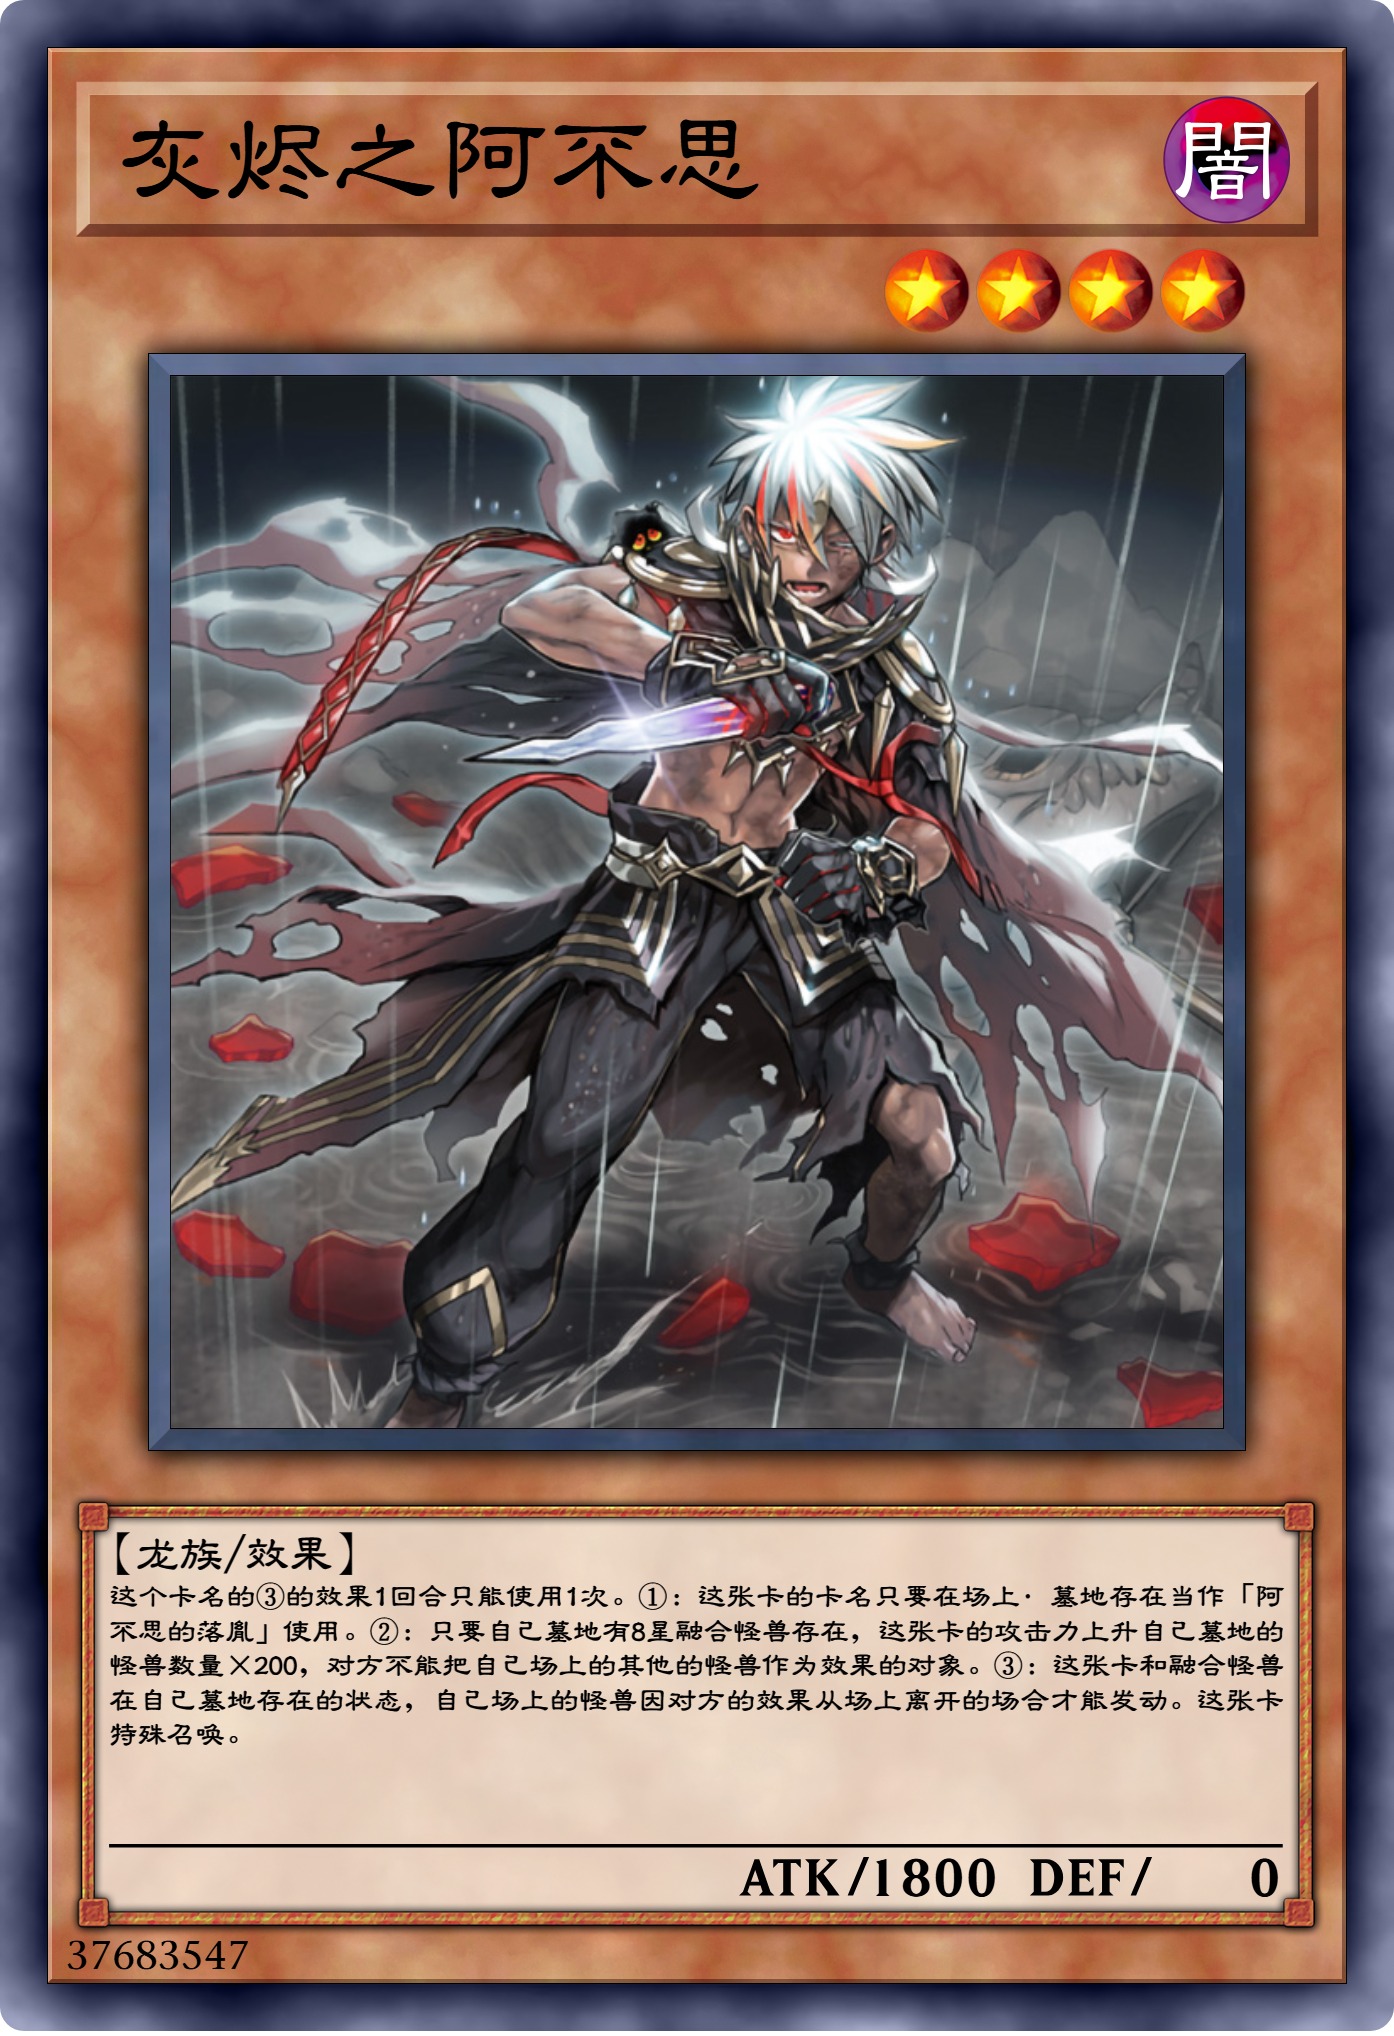 灰烬之阿不思
闇
【龙族/效果】
这个卡名的③的效果1回合只能使用1次。①：这张卡的卡名只要在场上·墓地存在当作「阿
不思的落胤」使用。②：只要自己墓地有8星融合怪兽存在，这张卡的攻击力上升自己墓地的
怪兽数量×200，对方不能把自己场上的其他的怪兽作为效果的对象。③：这张卡和融合怪兽
在自己墓地存在的状态，自己场上的怪兽因对方的效果从场上离开的场合才能发动。这张卡
特殊召唤。
ATK/1800 DEF/ 0
37683547